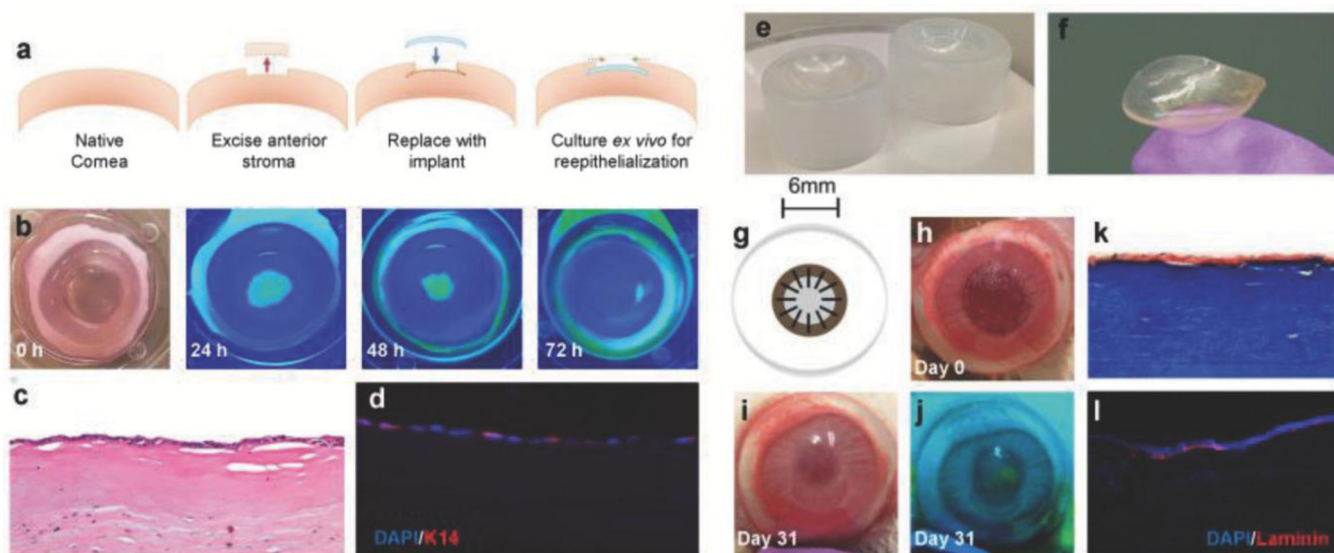 a
Native
Cornea
Excise anterior
stroma
Replace with
implant
Culture ex vivo for
reepithelialization
b
0 h
24 h
48 h
72 h
c
d
DAPI/K14
e
f
6mm
g
h
Day 0
k
i
Day 31
j
Day 31
l
DAPI/Laminin